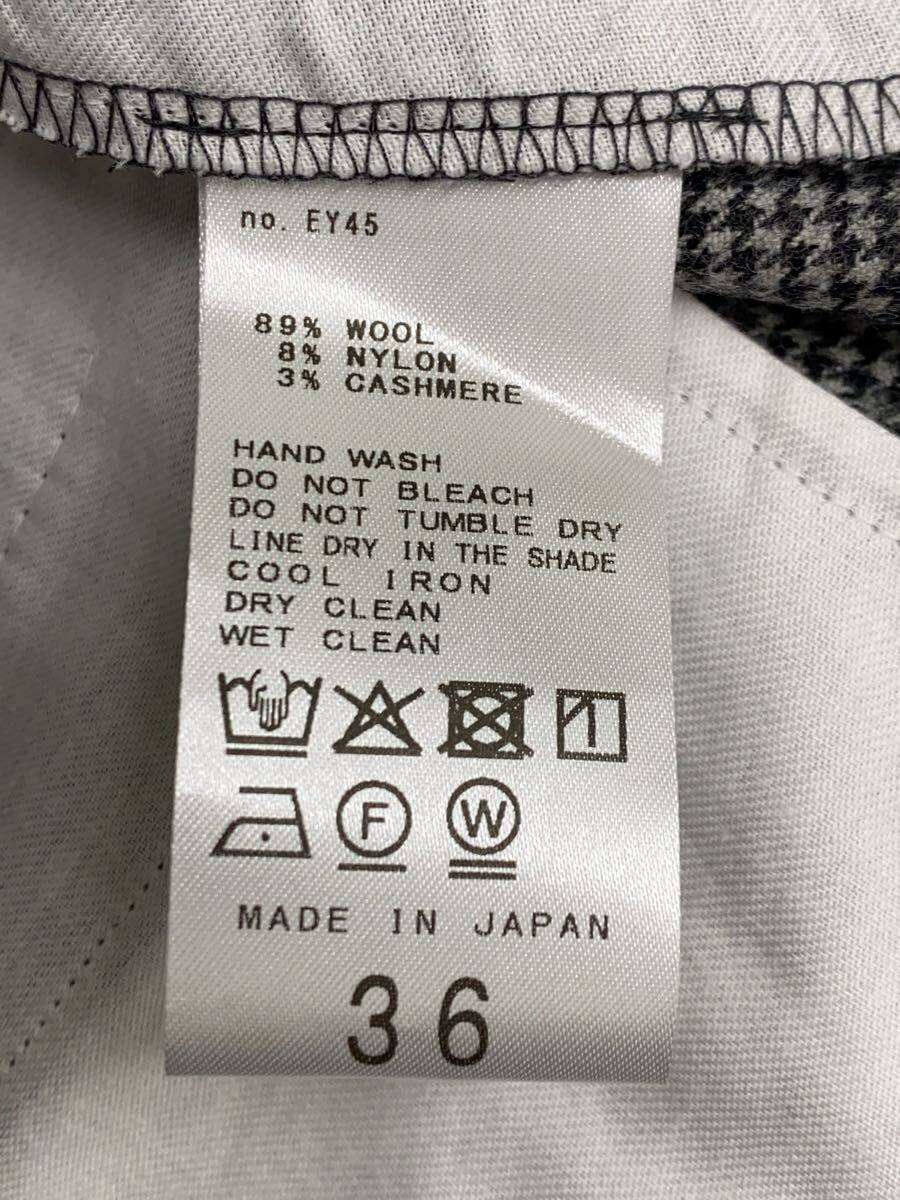 no. EY45
89% WOOL
8% NYLON
3% CASHMERE
HAND WASH
DO NOT BLEACH
DO NOT TUMBLE DRY
LINE DRY IN THE SHADE
COOL IRON
DRY CLEAN
WET CLEAN
F W
MADE IN JAPAN
36